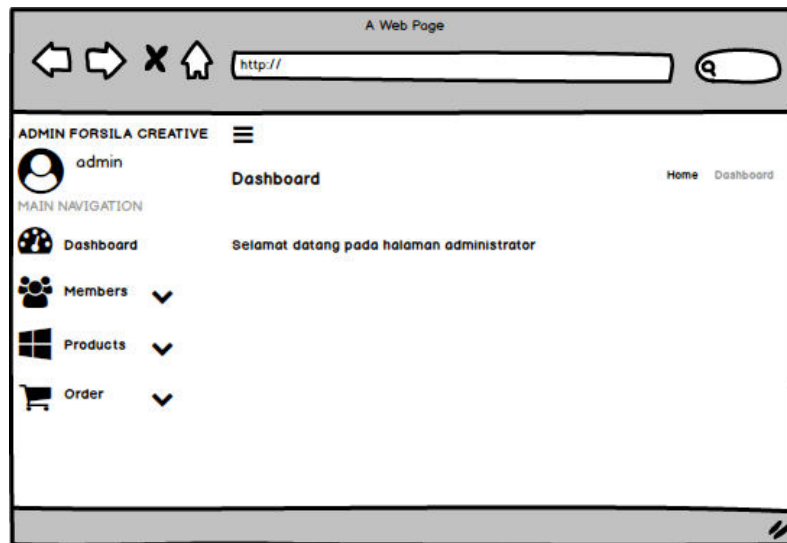 A Web Page
http://
ADMIN FORSILA CREATIVE
admin
MAIN NAVIGATION
Dashboard
Members
Products
Order
Dashboard
Home Dashboard
Selamat datang pada halaman administrator